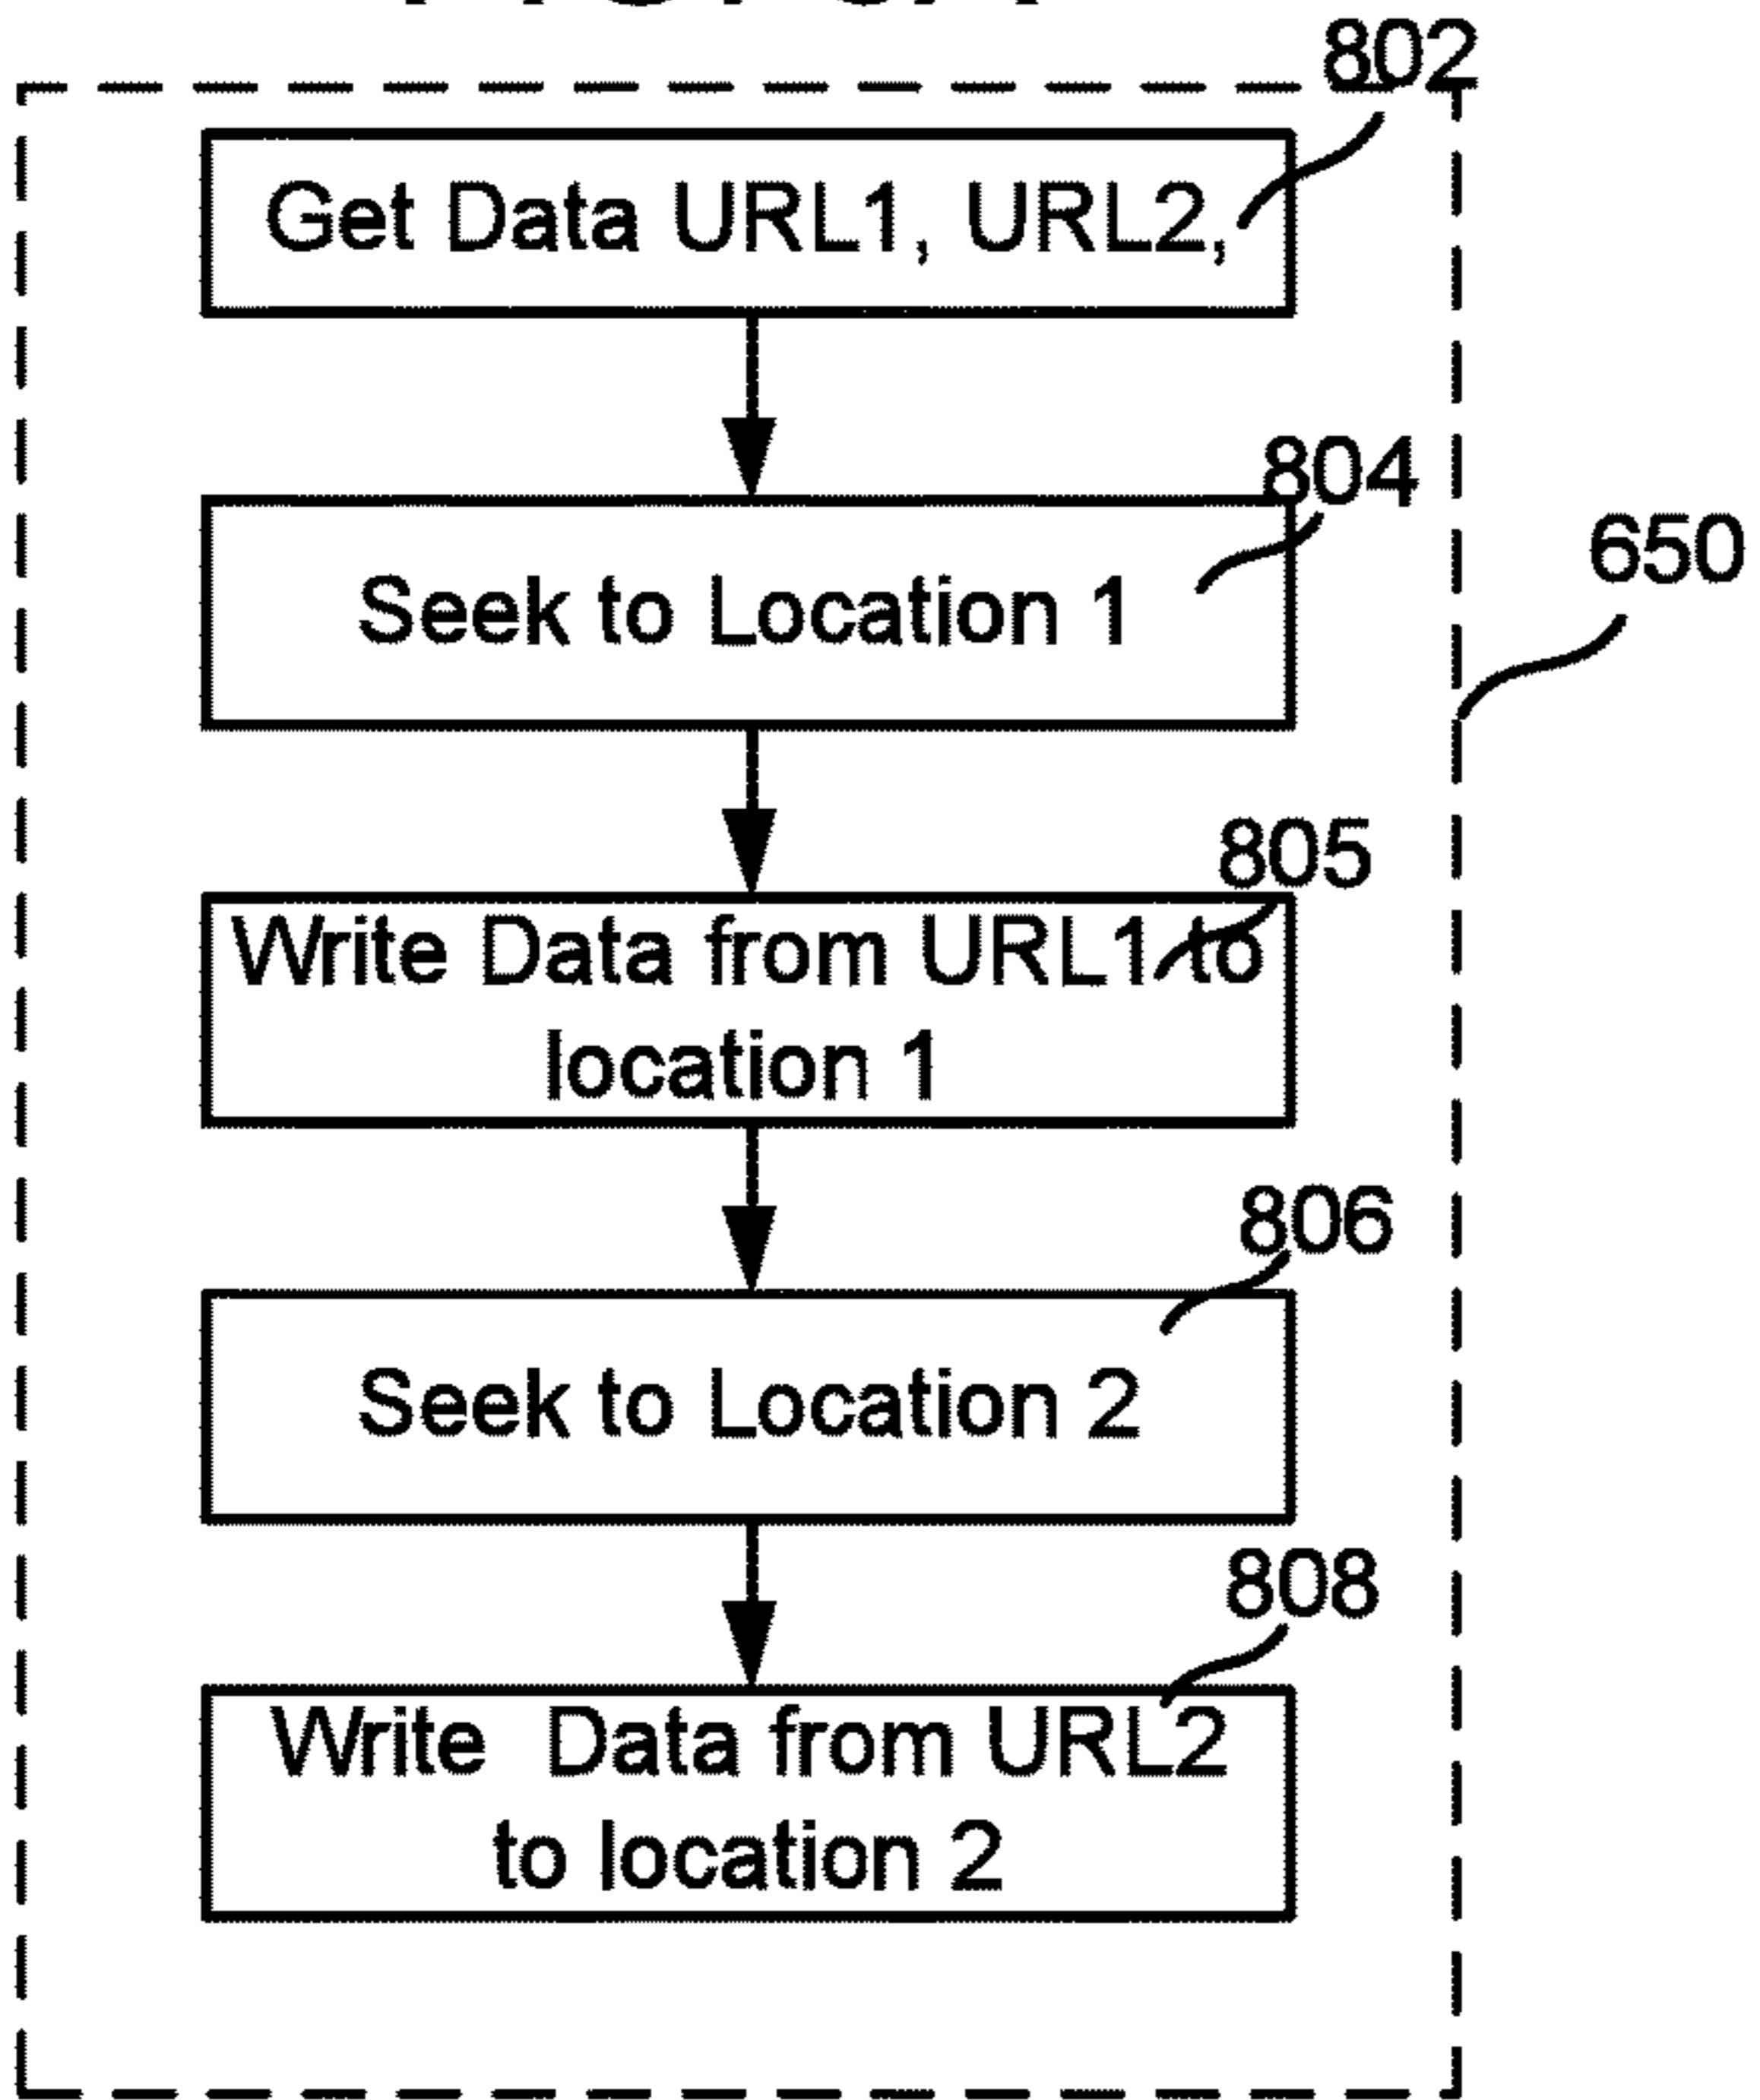 802
Get Data URL1, URL2,
804
Seek to Location 1
650
805
Write Data from URL1 to
location 1
806
Seek to Location 2
808
Write Data from URL2
to location 2